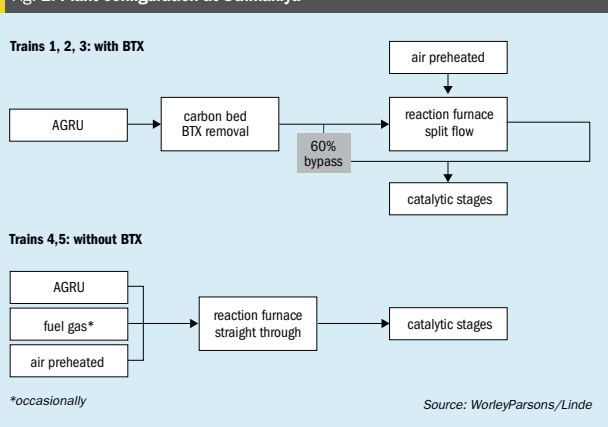 Trains 1, 2, 3: with BTX
air preheated
AGRU
carbon bed
BTX removal
reaction furnace
split flow
60%
bypass
catalytic stages
Trains 4,5: without BTX
AGRU
fuel gas*
air preheated
reaction furnace
straight through
catalytic stages
*occasionally
Source: WorleyParsons/Linde